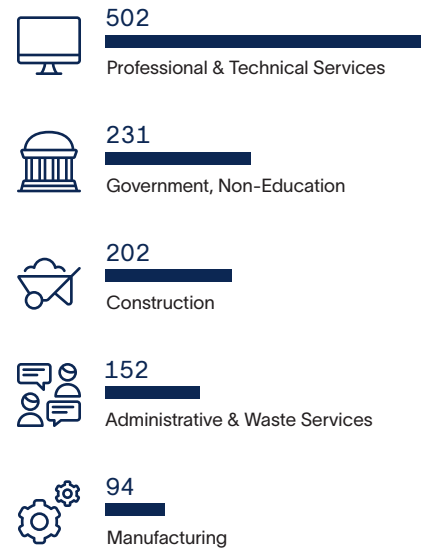 502
Professional & Technical Services
231
Government, Non-Education
202
Construction
152
Administrative & Waste Services
94
Manufacturing